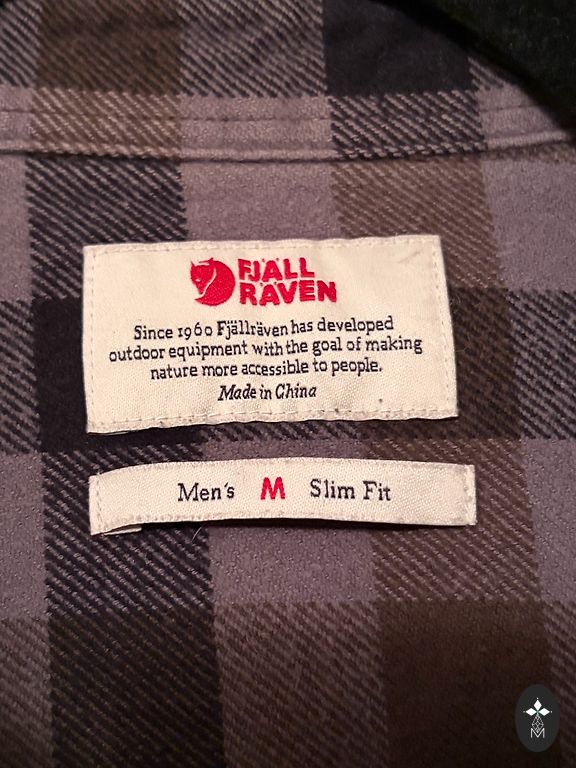 FJÄLL
RÄVEN
Since 1960 Fjällräven has developed
outdoor equipment with the goal of making
nature more accessible to people.
Made in China
Men's M Slim Fit
M